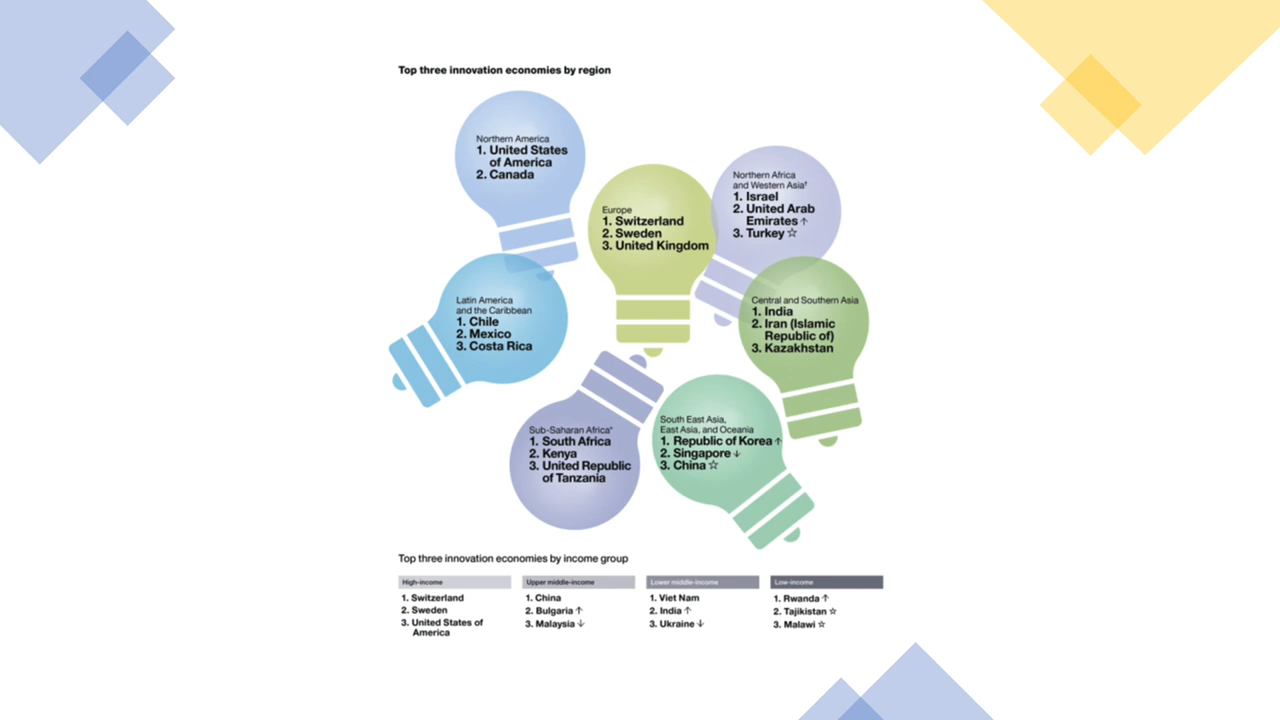 Top three innovation economies by region
Northern America
1. United States
of America
2. Canada
Europe
1. Switzerland
2. Sweden
3. United Kingdom
Northern Africa
and Western Asia†
1. Israel
2. United Arab
Emirates ↑
3. Turkey ☆
Latin America
and the Caribbean
1. Chile
2. Mexico
3. Costa Rica
Central and Southern Asia
1. India
2. Iran (Islamic
Republic of)
3. Kazakhstan
Sub-Saharan Africa*
1. South Africa
2. Kenya
3. United Republic
of Tanzania
South East Asia,
East Asia, and Oceania
1. Republic of Korea ↑
2. Singapore ↓
3. China ☆
Top three innovation economies by income group
High-income
1. Switzerland
2. Sweden
3. United States of
America
Upper middle-income
1. China
2. Bulgaria ↑
3. Malaysia ↓
Lower middle-income
1. Viet Nam
2. India ↑
3. Ukraine ↓
Low-income
1. Rwanda ↑
2. Tajikistan ☆
3. Malawi ☆